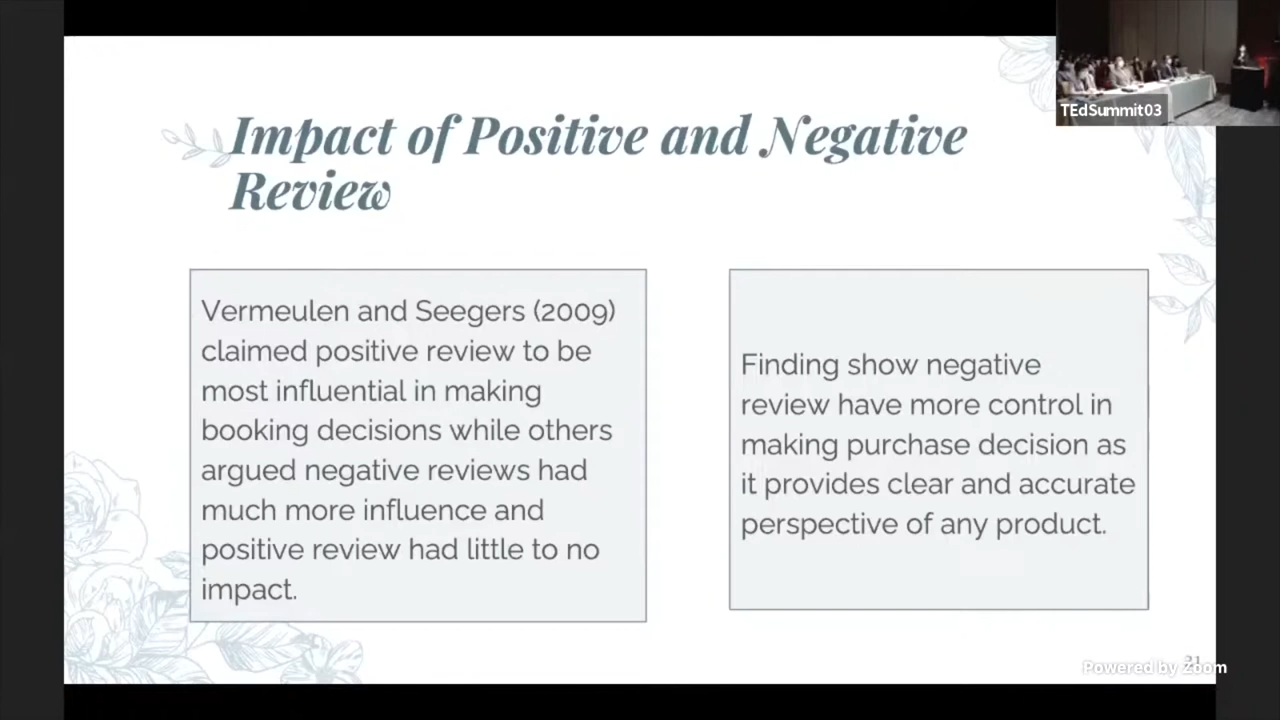 TEdSummit03
Impact of Positive and Negative
Review
Vermeulen and Seegers (2009)
claimed positive review to be
most influential in making
booking decisions while others
argued negative reviews had
much more influence and
positive review had little to no
impact.
Finding show negative
review have more control in
making purchase decision as
it provides clear and accurate
perspective of any product.
21
Powered by Zoom